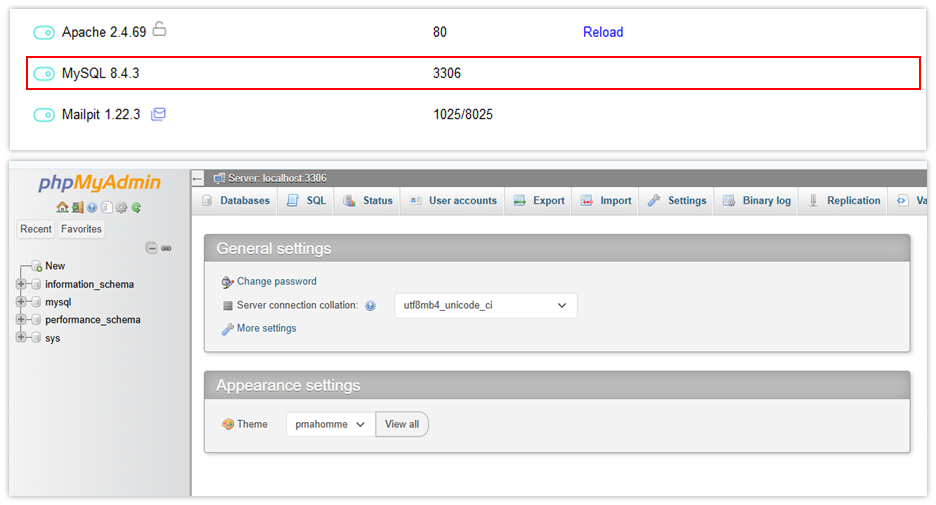 Apache 2.4.69 80 Reload
MySQL 8.4.3 3306
Mailpit 1.22.3 1025/8025
phpMyAdmin
Recent Favorites
New
information_schema
mysql
performance_schema
sys
Server: localhost:3306
Databases SQL Status User accounts Export Import Settings Binary log Replication Va
General settings
Change password
Server connection collation: utf8mb4_unicode_ci
More settings
Appearance settings
Theme pmahomme View all